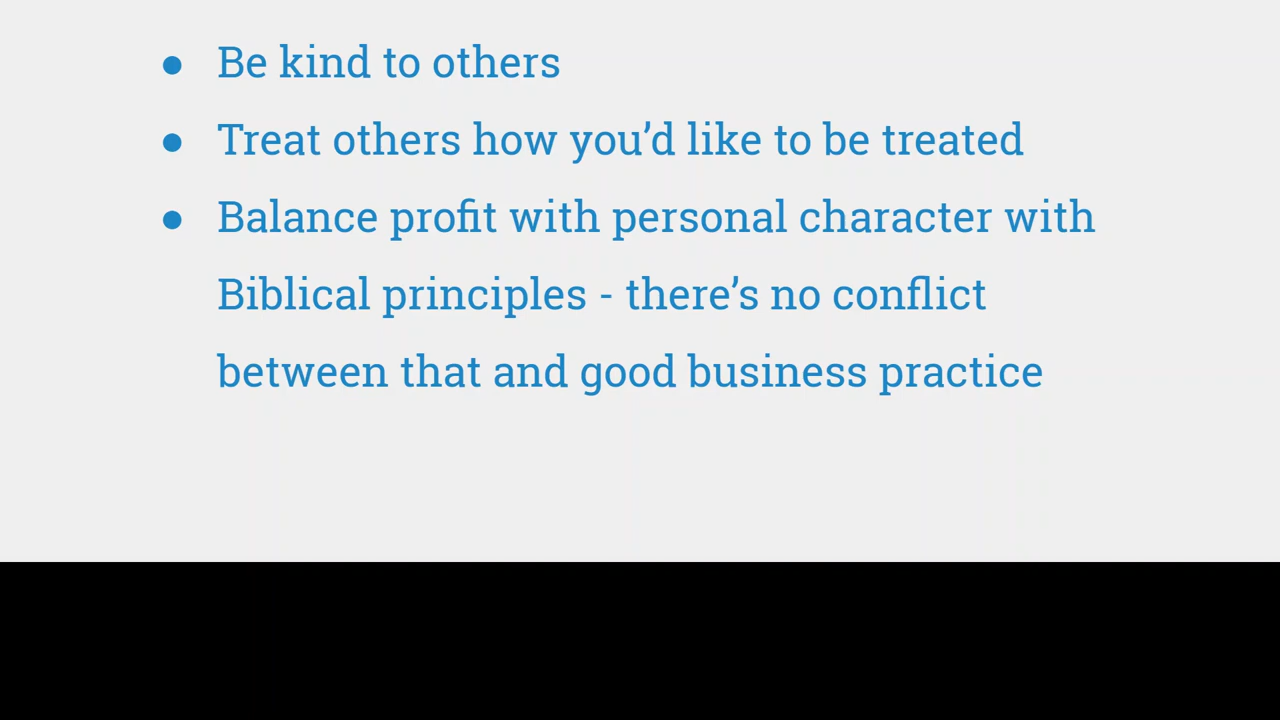 ● Be kind to others
● Treat others how you’d like to be treated
● Balance profit with personal character with
Biblical principles - there’s no conflict
between that and good business practice